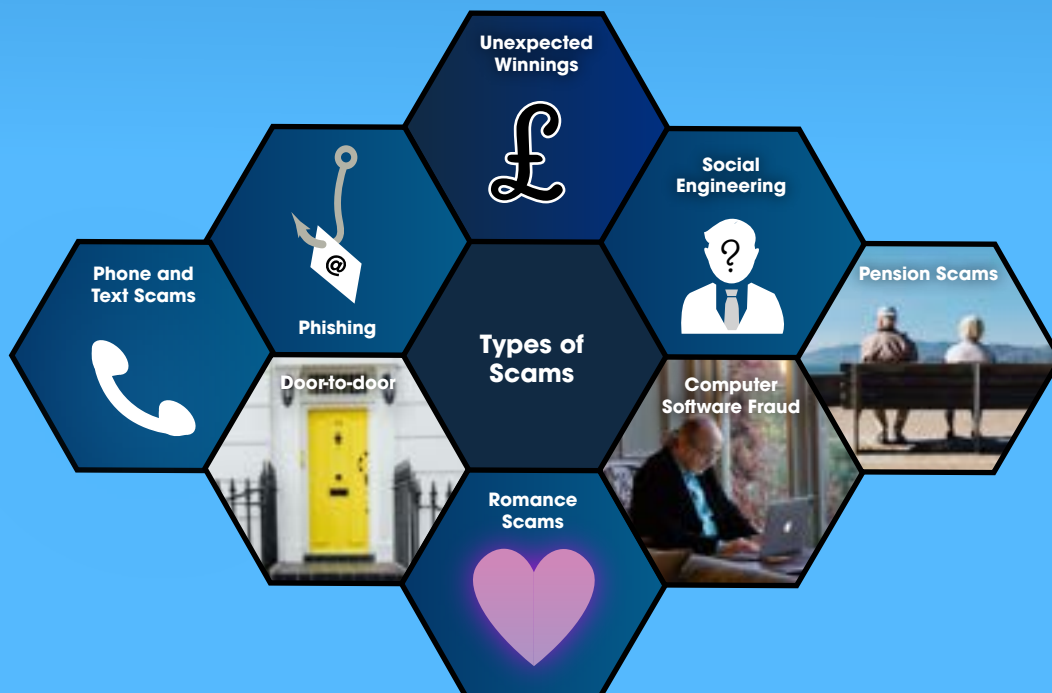 Unexpected
Winnings
£
Social
Engineering
?
Phone and
Text Scams
@
Phishing
Pension Scams
Types of
Scams
Door-to-door
Computer
Software Fraud
Romance
Scams